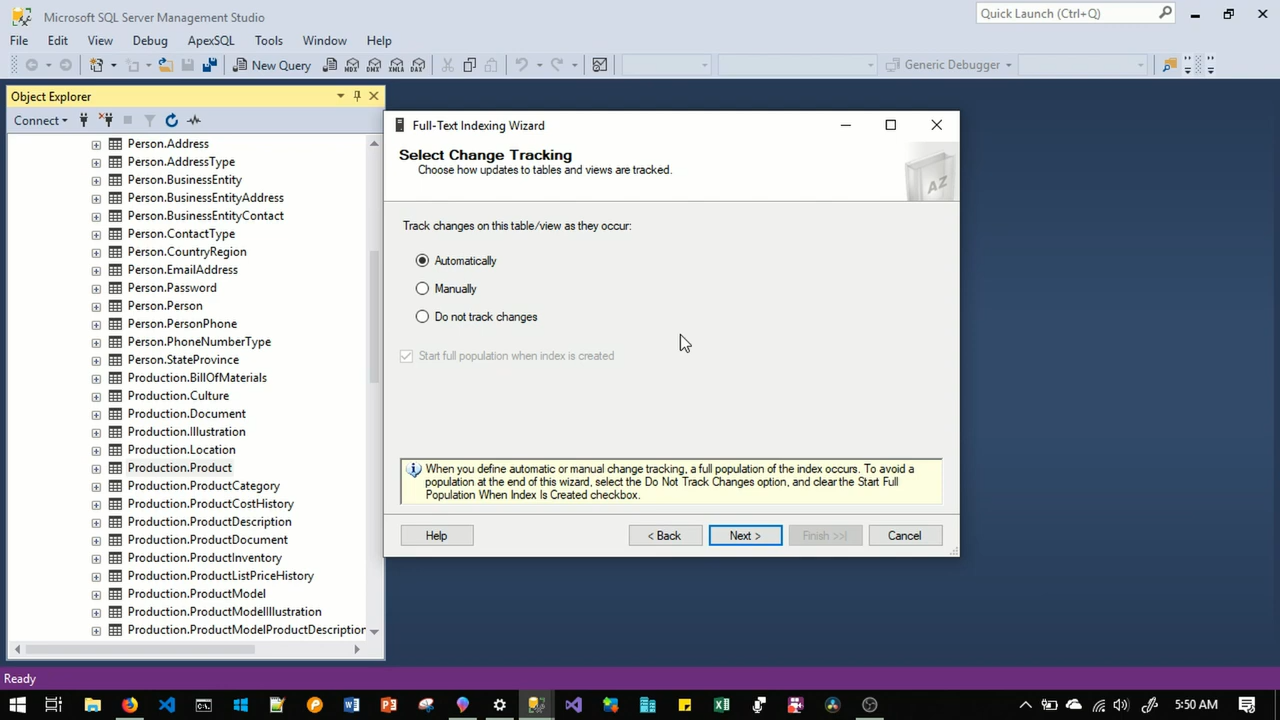 Microsoft SQL Server Management Studio
Quick Launch (Ctrl+Q)
File Edit View Debug ApexSQL Tools Window Help
New Query
MDX DMX XMLA DAX
Generic Debugger
Object Explorer
Connect
Person.Address
Person.AddressType
Person.BusinessEntity
Person.BusinessEntityAddress
Person.BusinessEntityContact
Person.ContactType
Person.CountryRegion
Person.EmailAddress
Person.Password
Person.Person
Person.PersonPhone
Person.PhoneNumberType
Person.StateProvince
Production.BillOfMaterials
Production.Culture
Production.Document
Production.Illustration
Production.Location
Production.Product
Production.ProductCategory
Production.ProductCostHistory
Production.ProductDescription
Production.ProductDocument
Production.ProductInventory
Production.ProductListPriceHistory
Production.ProductModel
Production.ProductModelIllustration
Production.ProductModelProductDescription
Full-Text Indexing Wizard
Select Change Tracking
Choose how updates to tables and views are tracked.
AZ
Track changes on this table/view as they occur:
Automatically
Manually
Do not track changes
Start full population when index is created
When you define automatic or manual change tracking, a full population of the index occurs. To avoid a
population at the end of this wizard, select the Do Not Track Changes option, and clear the Start Full
Population When Index Is Created checkbox.
Help < Back Next > Finish >>| Cancel
Ready
5:50 AM